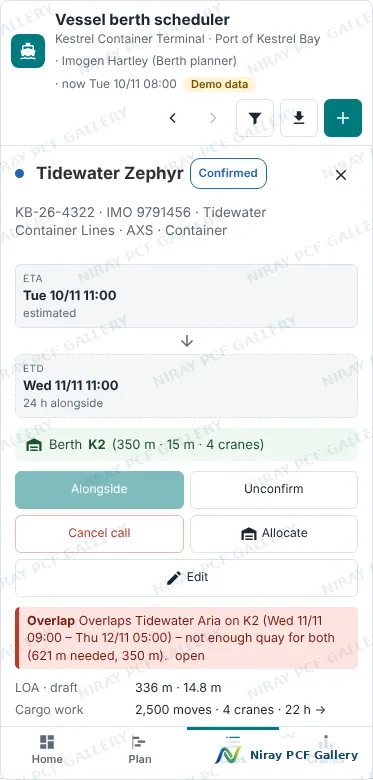 Vessel berth scheduler
Kestrel Container Terminal · Port of Kestrel Bay
· Imogen Hartley (Berth planner)
· now Tue 10/11 08:00 Demo data
Tidewater Zephyr Confirmed
KB-26-4322 · IMO 9791456 · Tidewater
Container Lines · AXS · Container
ETA
Tue 10/11 11:00
estimated
ETD
Wed 11/11 11:00
24 h alongside
Berth K2 (350 m · 15 m · 4 cranes)
Alongside Unconfirm
Cancel call Allocate
Edit
Overlap Overlaps Tidewater Aria on K2 (Wed 11/11
09:00 – Thu 12/11 05:00) – not enough quay for both
(621 m needed, 350 m). open
LOA · draft 336 m · 14.8 m
Cargo work 2,500 moves · 4 cranes · 22 h →
Home Plan
Niray PCF Gallery
NIRAY PCF GALLERY